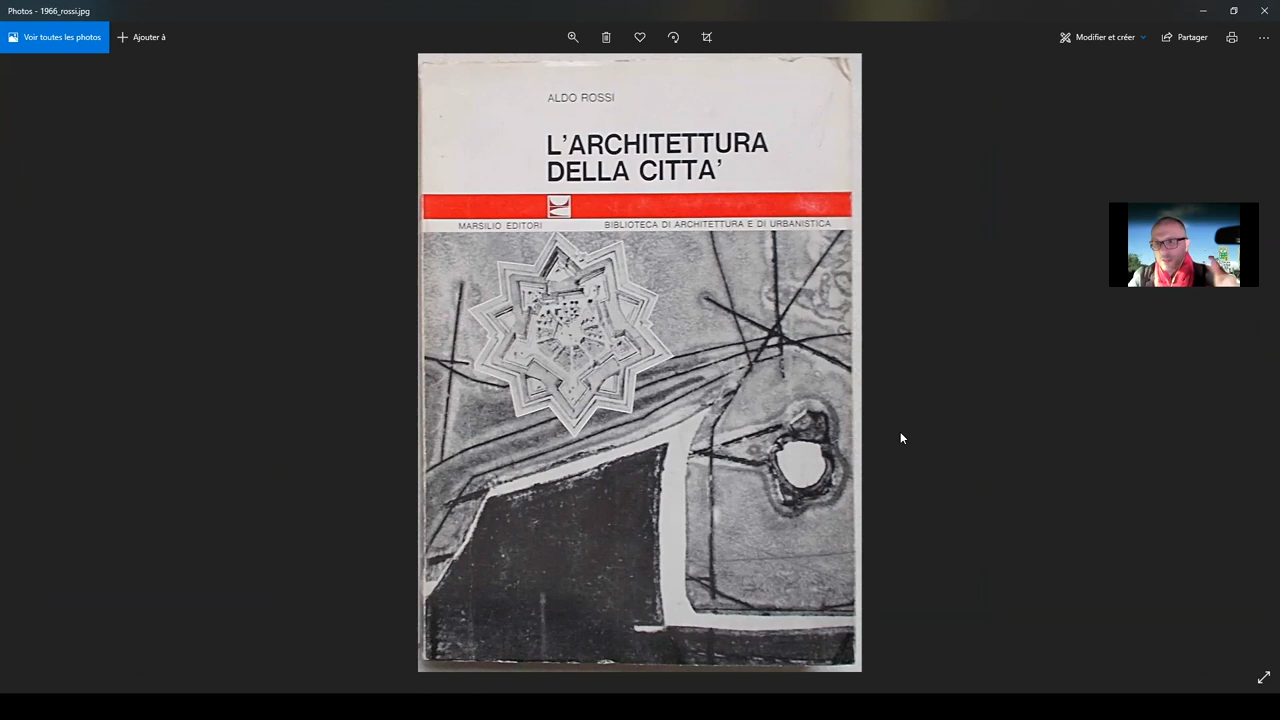 Photos - 1966_rossi.jpg
Voir toutes les photos
Ajouter à
Modifier et créer
Partager
ALDO ROSSI
L'ARCHITETTURA
DELLA CITTA'
MARSILIO EDITORI BIBLIOTECA DI ARCHITETTURA E DI URBANISTICA